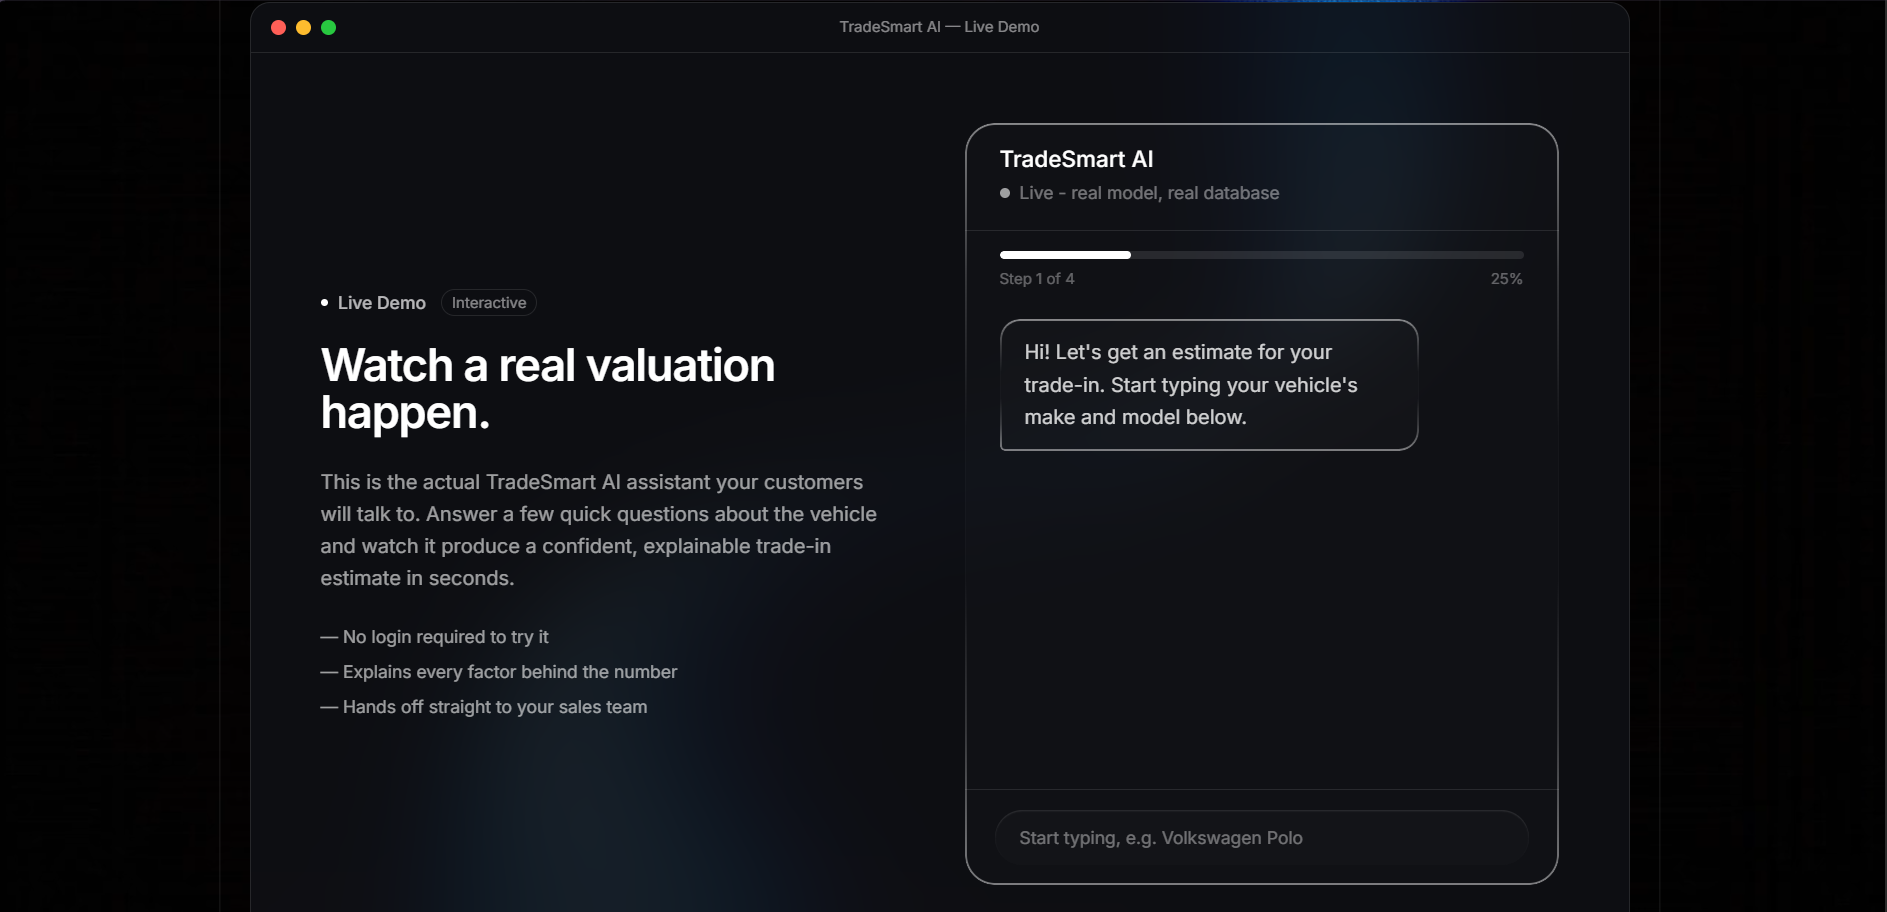 TradeSmart AI — Live Demo
Live Demo
Interactive
Watch a real valuation
happen.
This is the actual TradeSmart AI assistant your customers
will talk to. Answer a few quick questions about the vehicle
and watch it produce a confident, explainable trade-in
estimate in seconds.
— No login required to try it
— Explains every factor behind the number
— Hands off straight to your sales team
TradeSmart AI
Live - real model, real database
Step 1 of 4
25%
Hi! Let's get an estimate for your
trade-in. Start typing your vehicle's
make and model below.
Start typing, e.g. Volkswagen Polo